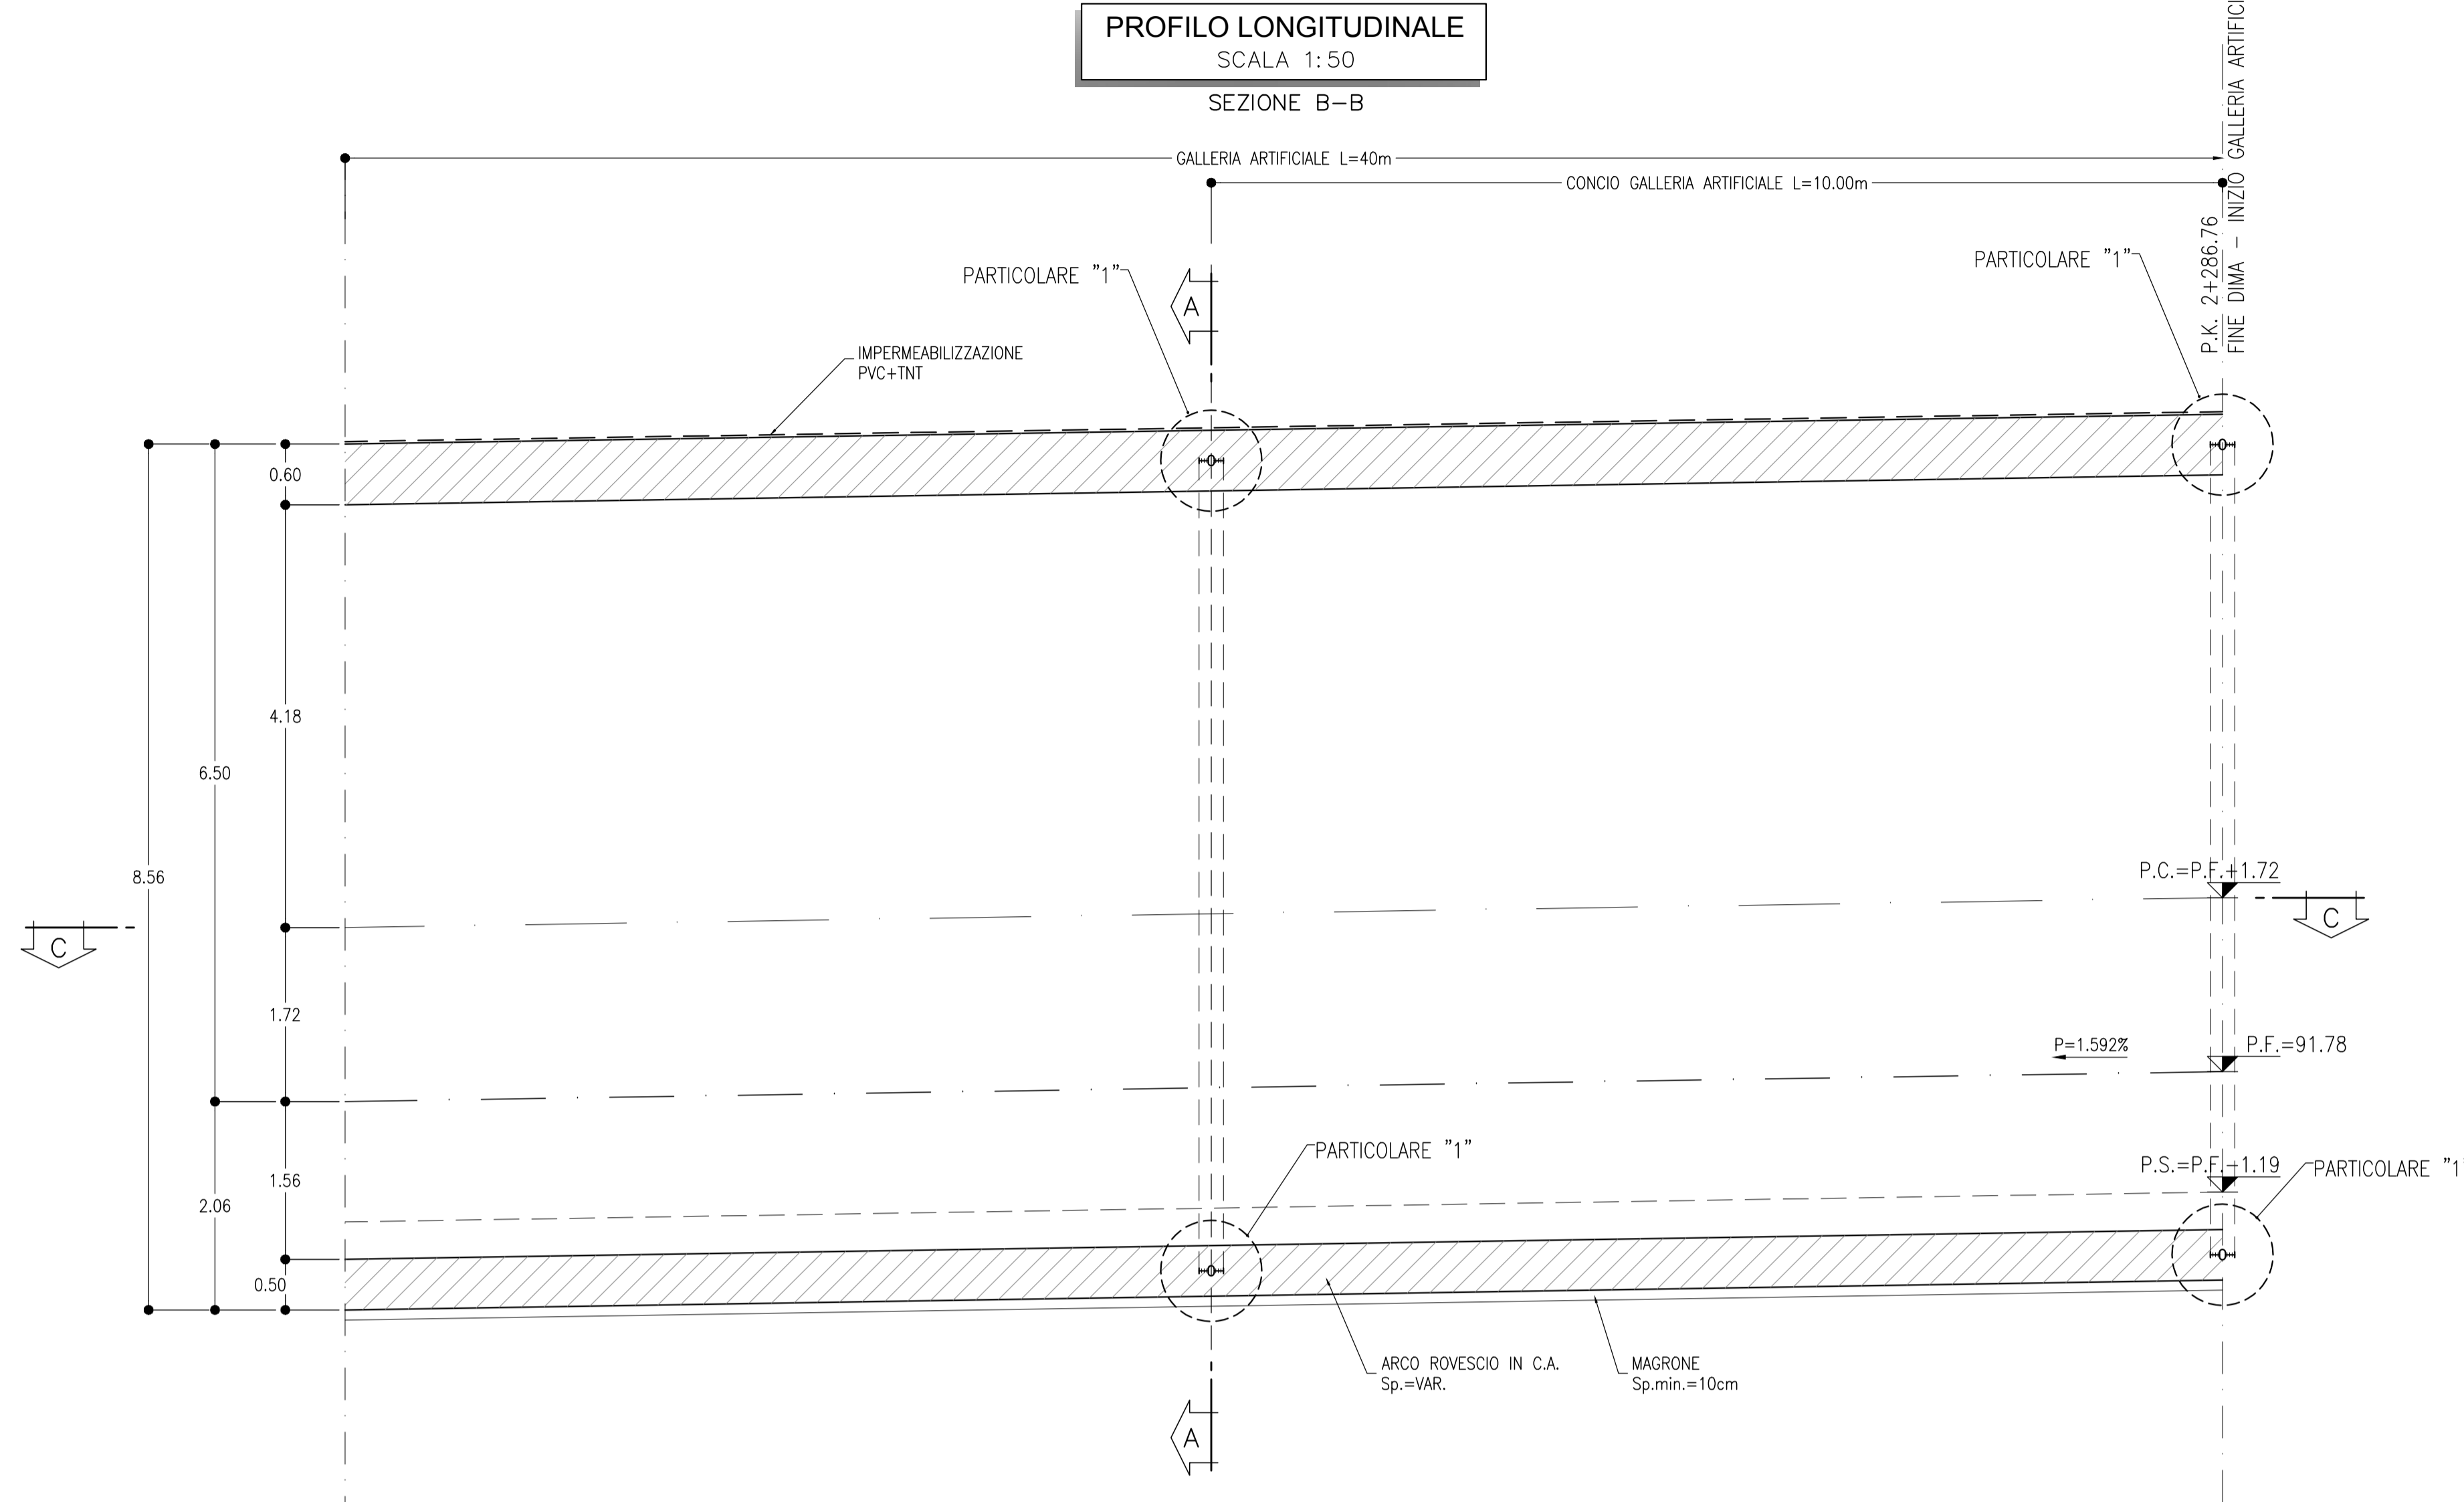 PROFILO LONGITUDINALE
SCALA 1:50
SEZIONE B-B
GALLERIA ARTIFICIALE L=40m
CONCIO GALLERIA ARTIFICIALE L=10.00m
P.K. 2+286.76
FINE DIMA - INIZIO GALLERIA ARTIFICI
PARTICOLARE "1"
PARTICOLARE "1"
A
IMPERMEABILIZZAZIONE
PVC+TNT
0.60
4.18
6.50
8.56
P.C.=P.F.+1.72
C
C
1.72
P=1.592%
P.F.=91.78
PARTICOLARE "1"
P.S.=P.F.-1.19
PARTICOLARE "1
1.56
2.06
0.50
ARCO ROVESCIO IN C.A.
Sp.=VAR.
MAGRONE
Sp.min.=10cm
A